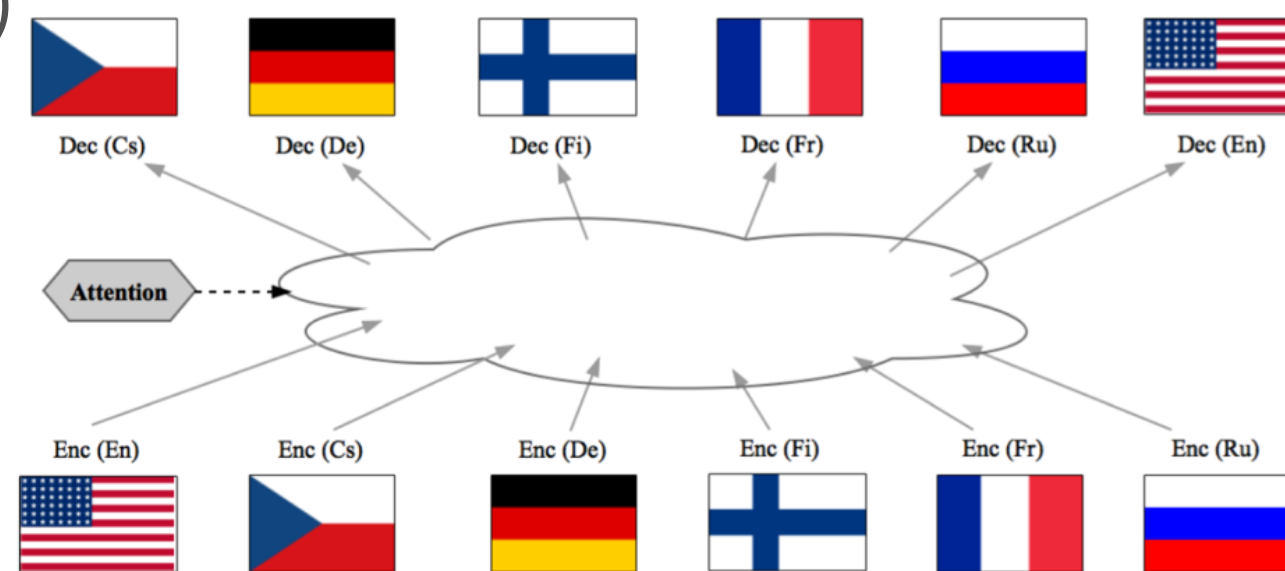 )
Dec (Cs)
Dec (De)
Dec (Fi)
Dec (Fr)
Dec (Ru)
Dec (En)
Attention
Enc (En)
Enc (Cs)
Enc (De)
Enc (Fi)
Enc (Fr)
Enc (Ru)